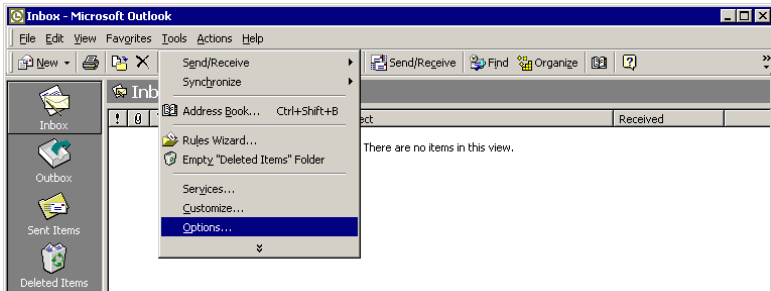 Inbox - Microsoft Outlook
File Edit View Favorites Tools Actions Help
New Send/Receive Find Organize
Send/Receive
Synchronize
Address Book... Ctrl+Shift+B
Rules Wizard...
Empty "Deleted Items" Folder
Services...
Customize...
Options...
Inb
! ect Received
There are no items in this view.
Inbox
Outbox
Sent Items
Deleted Items